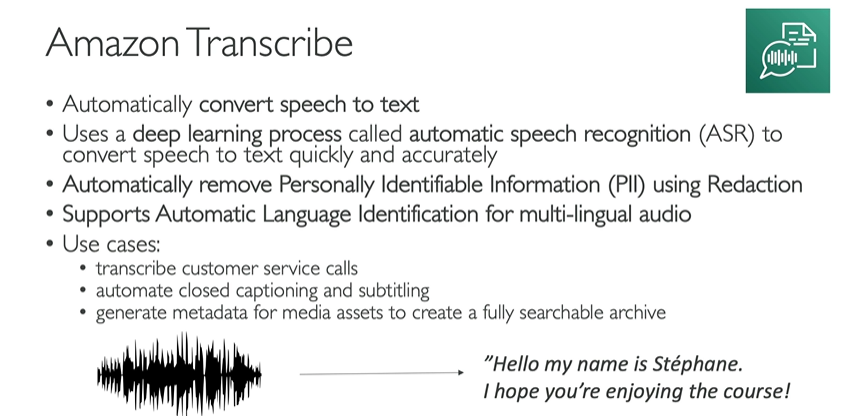 Amazon Transcribe
• Automatically convert speech to text
• Uses a deep learning process called automatic speech recognition (ASR) to
convert speech to text quickly and accurately
• Automatically remove Personally Identifiable Information (PII) using Redaction
• Supports Automatic Language Identification for multi-lingual audio
• Use cases:
• transcribe customer service calls
• automate closed captioning and subtitling
• generate metadata for media assets to create a fully searchable archive
”Hello my name is Stéphane.
I hope you’re enjoying the course!